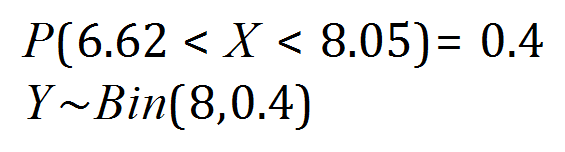 P(6.62 < X < 8.05)= 0.4
Y~Bin(8,0.4)